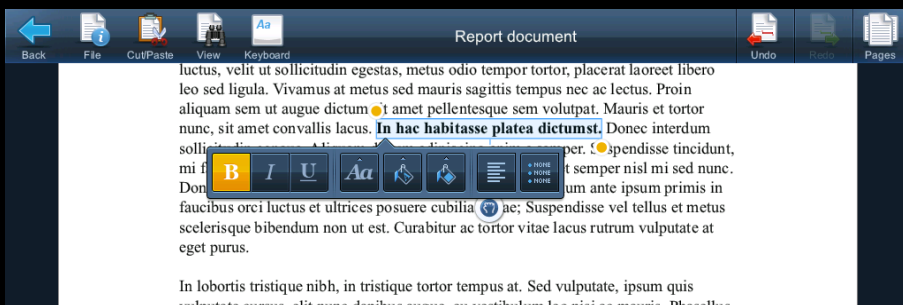 Aa
Report document
Back
File
Cut/Paste
View
Keyboard
Undo
Redo
Pages
luctus, velit ut sollicitudin egestas, metus odio tempor tortor, placerat laoreet libero
leo sed ligula. Vivamus at metus sed mauris sagittis tempus nec ac lectus. Proin
aliquam sem ut augue dictum sit amet pellentesque sem volutpat. Mauris et tortor
nunc, sit amet convallis lacus. In hac habitasse platea dictumst. Donec interdum
per. Suspendisse tincidunt,
mi f
t semper nisl mi sed nunc.
Don
um ante ipsum primis in
B I U Aa
NONE
NONE
NONE
faucibus orci luctus et ultrices posuere cubilia ae; Suspendisse vel tellus et metus
scelerisque bibendum non ut est. Curabitur ac tortor vitae lacus rutrum vulputate at
eget purus.
In lobortis tristique nibh, in tristique tortor tempus at. Sed vulputate, ipsum quis